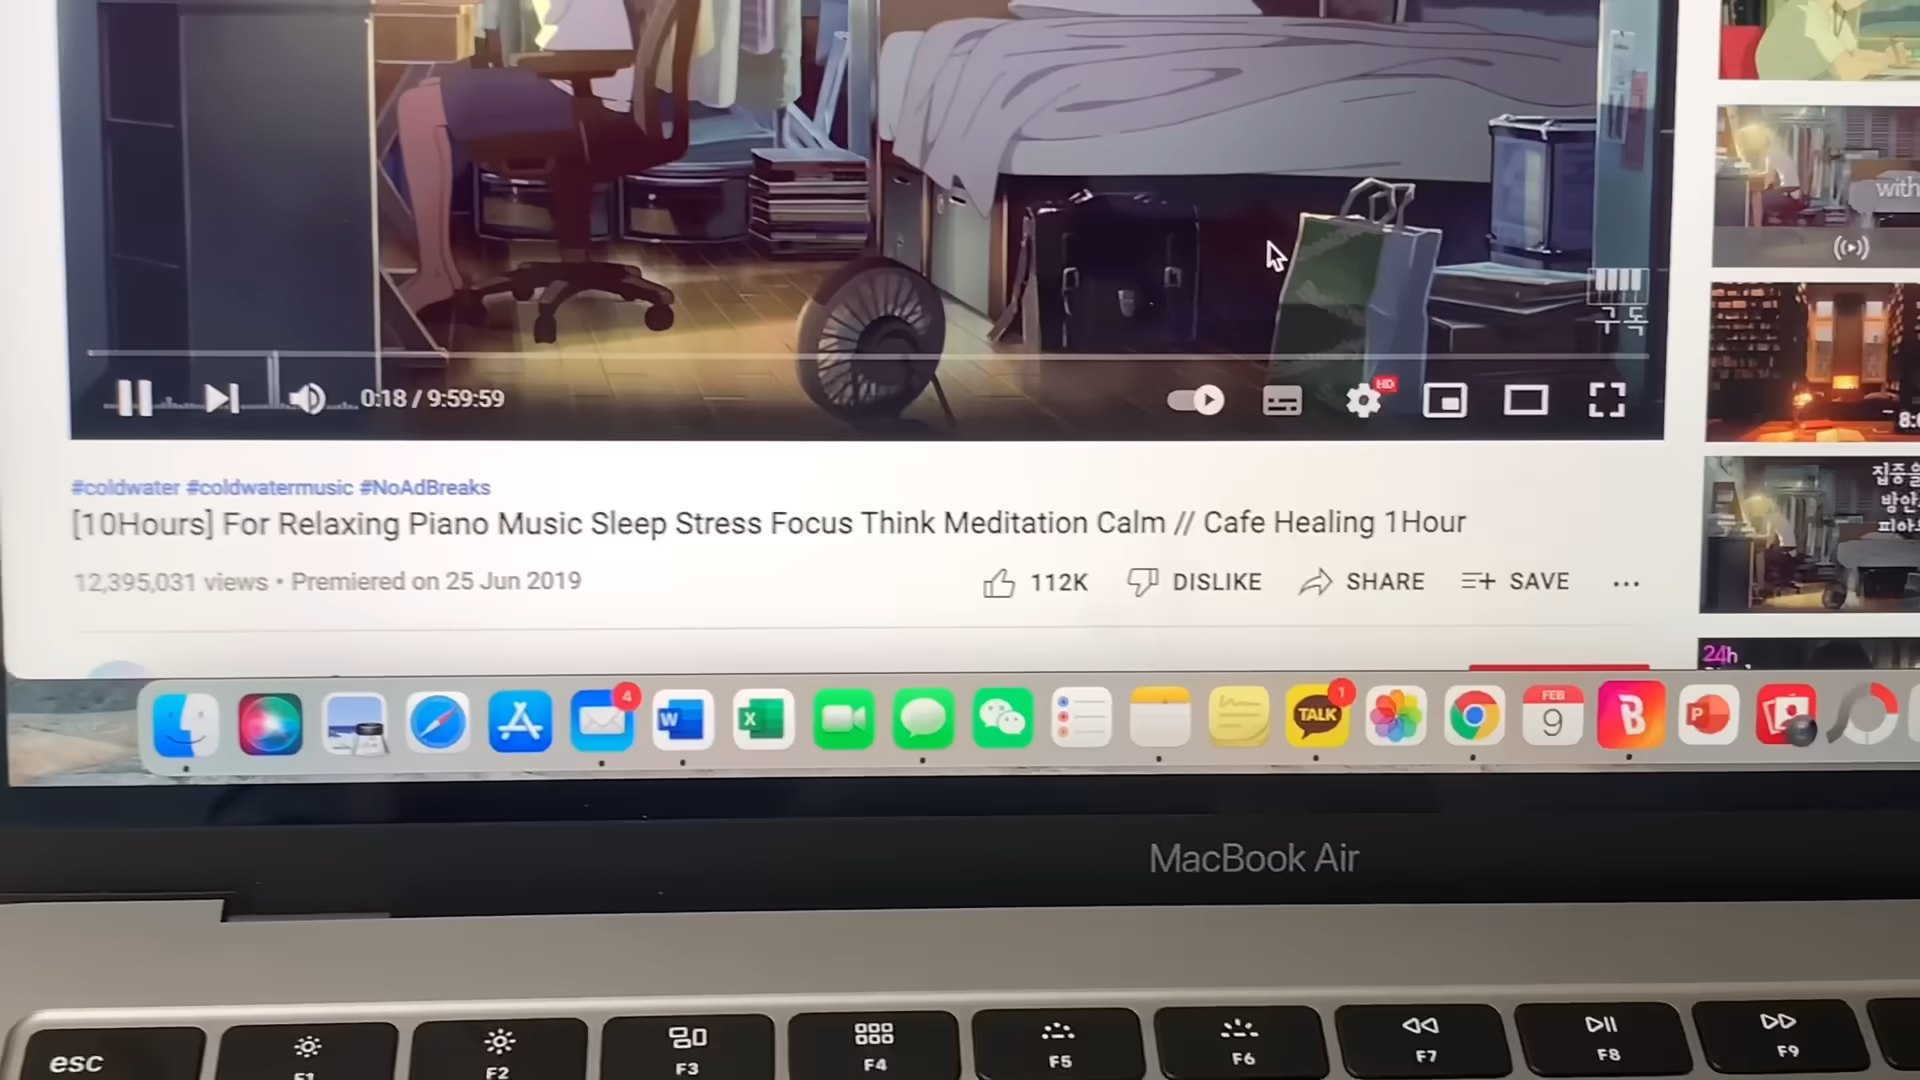 with
구독
0:18 / 9:59:59
HD
8:
#coldwater #coldwatermusic #NoAdBreaks
[10Hours] For Relaxing Piano Music Sleep Stress Focus Think Meditation Calm // Cafe Healing 1Hour
12,395,031 views • Premiered on 25 Jun 2019
112K
DISLIKE
SHARE
SAVE
집중을
방안
피아
24h
4
W
X
TALK
1
FEB
9
B
P
MacBook Air
esc
F1
F2
F3
F4
F5
F6
F7
F8
F9